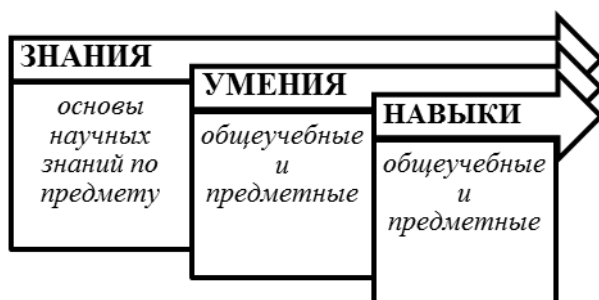 ЗНАНИЯ
основы
научных
знаний по
предмету
УМЕНИЯ
общеучебные
и
предметные
НАВЫКИ
общеучебные
и
предметные